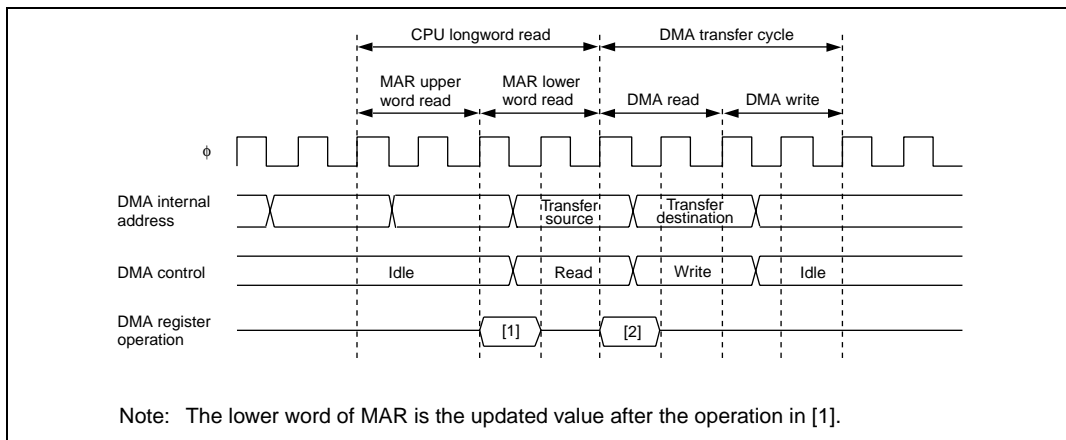 CPU longword read DMA transfer cycle
MAR upper
word read
MAR lower
word read
DMA read DMA write
ϕ
DMA internal
address
Transfer
source
Transfer
destination
DMA control Idle Read Write Idle
DMA register
operation
[1] [2]
Note: The lower word of MAR is the updated value after the operation in [1].